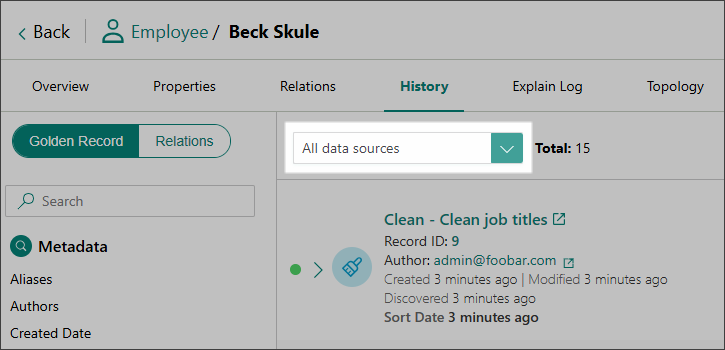 Back Employee / Beck Skule
Overview Properties Relations History Explain Log Topology
Golden Record Relations
All data sources Total: 15
Search
Metadata
Aliases
Authors
Created Date
Clean - Clean job titles
Record ID: 9
Author: admin@foobar.com
Created 3 minutes ago | Modified 3 minutes ago
Discovered 3 minutes ago
Sort Date 3 minutes ago